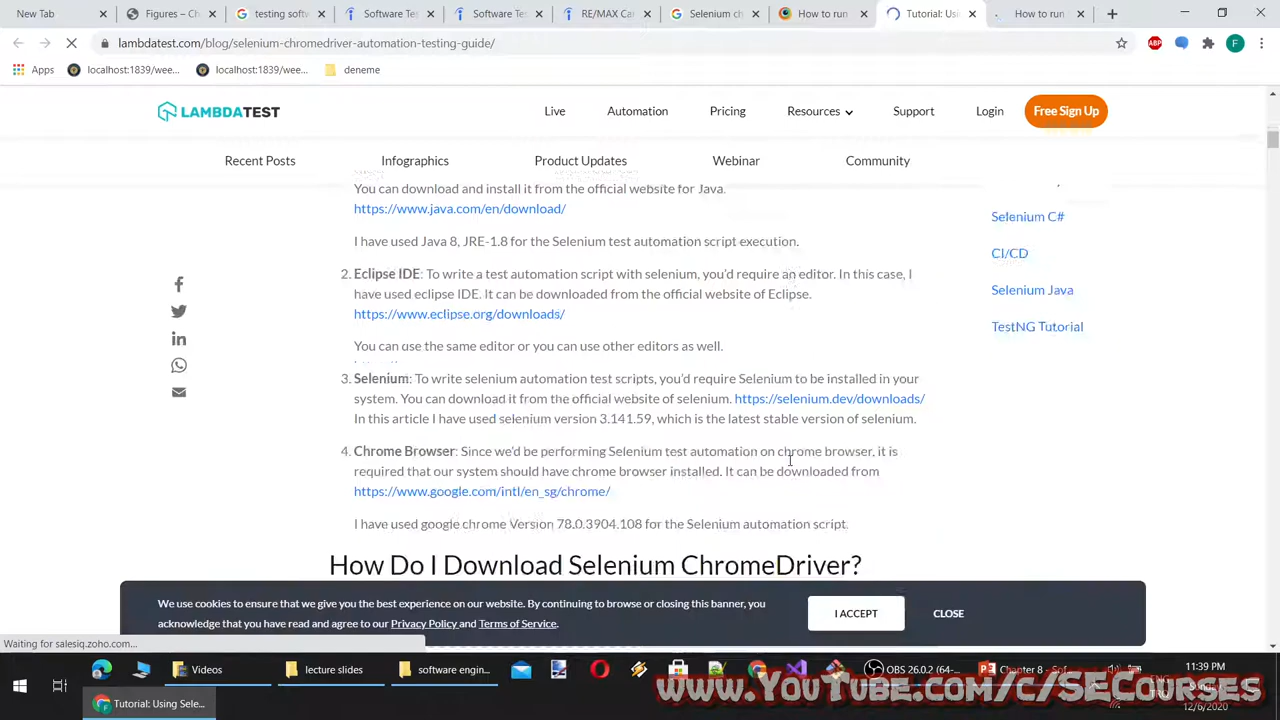 New Tab
Figures – Ch
testing softw
Software Tes
Software Tes
RE/MAX Can
Selenium ch
How to run
Tutorial: Usi
How to run
lambdatest.com/blog/selenium-chromedriver-automation-testing-guide/
Apps
localhost:1839/wee...
localhost:1839/wee...
deneme
LAMBDATEST
Live
Automation
Pricing
Resources
Support
Login
Free Sign Up
Recent Posts
Infographics
Product Updates
Webinar
Community
You can download and install it from the official website for Java.
https://www.java.com/en/download/
I have used Java 8, JRE-1.8 for the Selenium test automation script execution.
2. Eclipse IDE: To write a test automation script with selenium, you'd require an editor. In this case, I
have used eclipse IDE. It can be downloaded from the official website of Eclipse.
https://www.eclipse.org/downloads/
You can use the same editor or you can use other editors as well.
3. Selenium: To write selenium automation test scripts, you'd require Selenium to be installed in your
system. You can download it from the official website of selenium. https://selenium.dev/downloads/
In this article I have used selenium version 3.141.59, which is the latest stable version of selenium.
4. Chrome Browser: Since we'd be performing Selenium test automation on chrome browser, it is
required that our system should have chrome browser installed. It can be downloaded from
https://www.google.com/intl/en_sg/chrome/
I have used google chrome Version 78.0.3904.108 for the Selenium automation script.
How Do I Download Selenium ChromeDriver?
Selenium C#
CI/CD
Selenium Java
TestNG Tutorial
We use cookies to ensure that we give you the best experience on our website. By continuing to browse or closing this banner, you
acknowledge that you have read and agree to our Privacy Policy and Terms of Service.
I ACCEPT
CLOSE
Waiting for salesiq.zoho.com...
Videos
lecture slides
software engin...
OBS 26.0.2 (64-...
Chapter 8 - Sof...
11:39 PM
Sunday
12/6/2020
Tutorial: Using Sele...
www.YouTube.com/c/SECourses